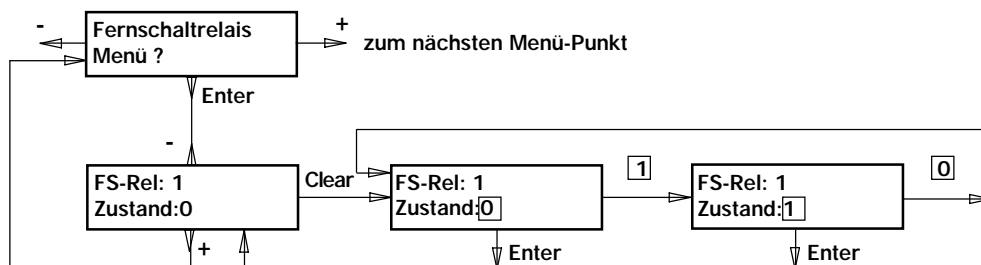 -
Fernschaltrelais
Menü ?
+
zum nächsten Menü-Punkt
Enter
-
FS-Rel: 1
Zustand:0
Clear
FS-Rel: 1
Zustand:0
1
FS-Rel: 1
Zustand:1
0
+
Enter
Enter